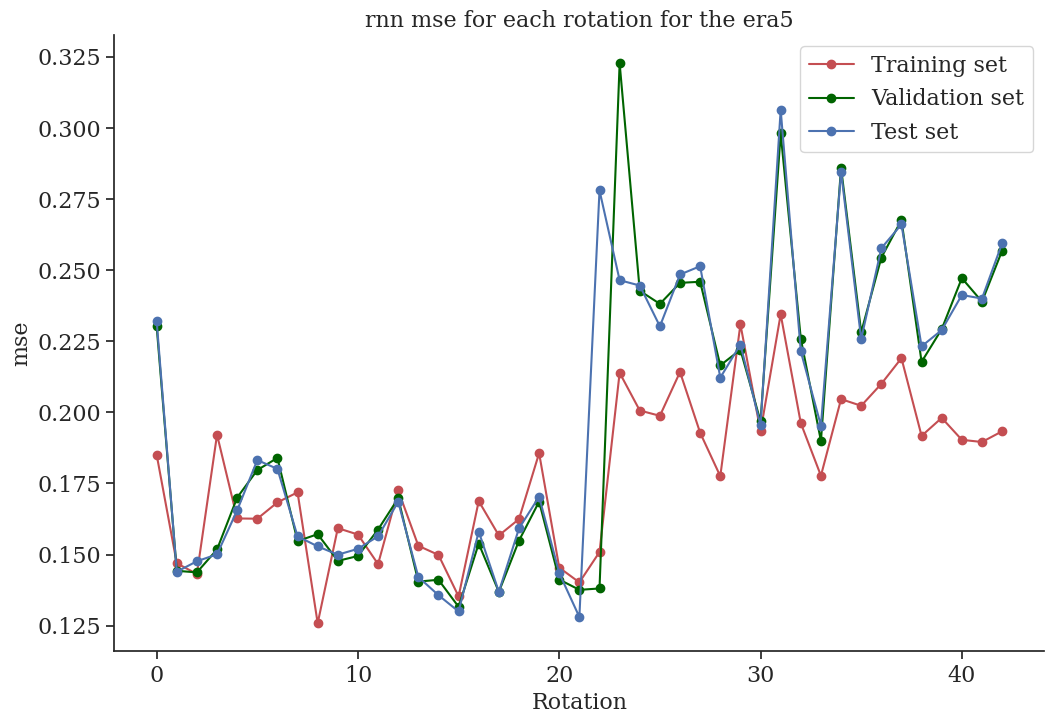 rnn mse for each rotation for the era5
0.325
0.300
0.275
0.250
0.225
0.200
0.175
0.150
0.125
mse
Training set
Validation set
Test set
0 10 20 30 40
Rotation